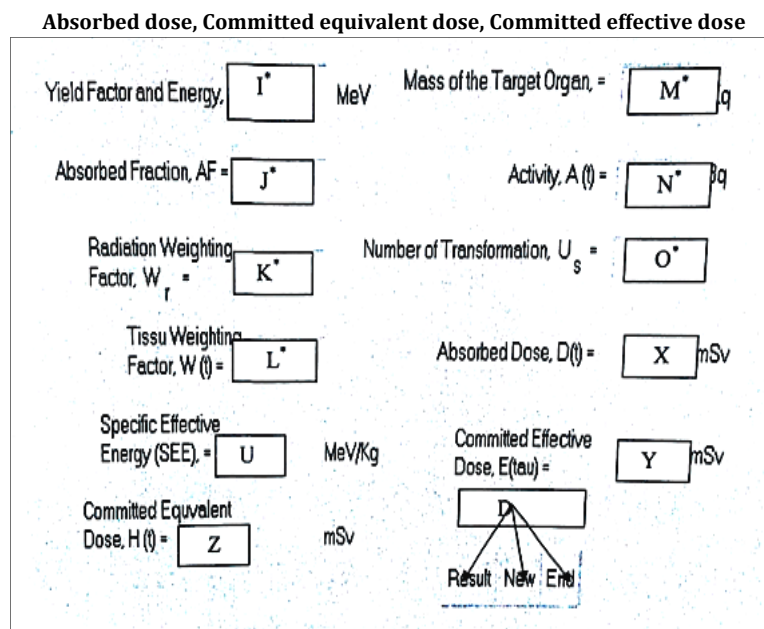 Absorbed dose, Committed equivalent dose, Committed effective dose
Yield Factor and Energy, I* MeV
Mass of the Target Organ, = M*
Absorbed Fraction, AF = J*
Activity, A (t) = N* Bq
Radiation Weighting
Factor, W r = K*
Number of Transformation, U s = O*
Tissu Weighting
Factor, W (t) = L*
Absorbed Dose, D(t) = X mSv
Specific Effective
Energy (SEE), = U MeV/Kg
Committed Effective
Dose, E(tau) = Y mSv
Committed Equvalent
Dose, H (t) = Z mSv
D
Result New End